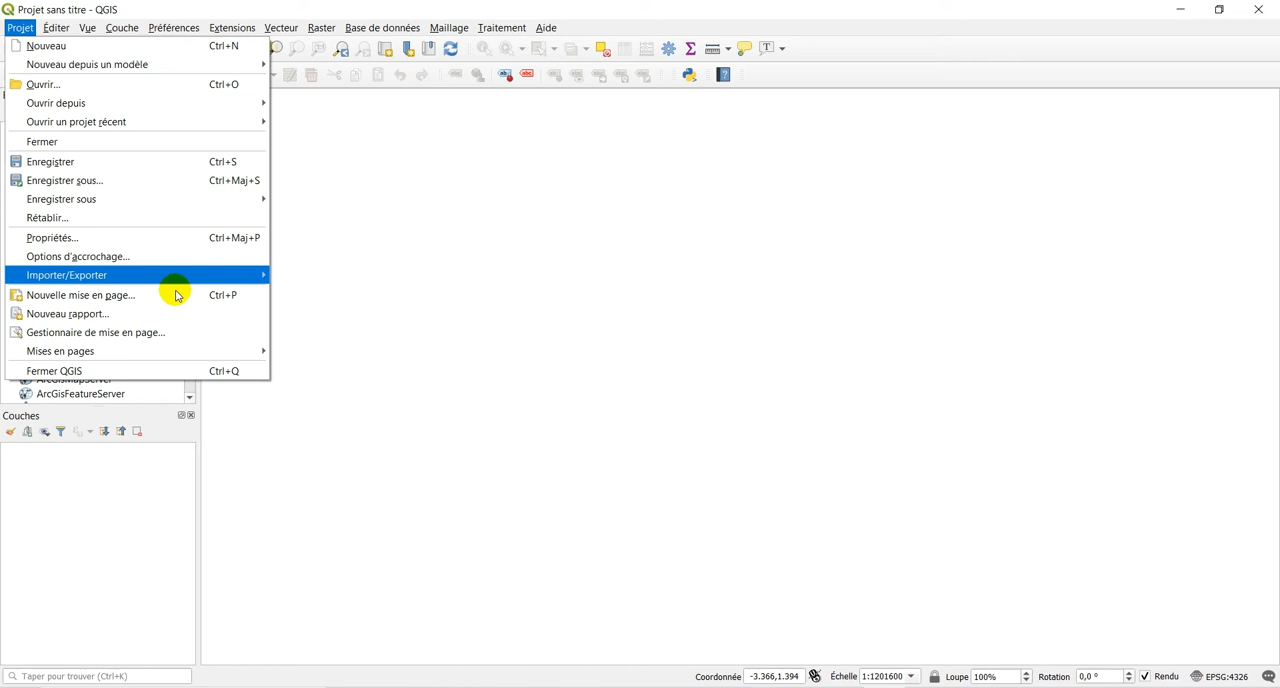 Projet sans titre - QGIS
Projet Éditer Vue Couche Préférences Extensions Vecteur Raster Base de données Maillage Traitement Aide
Nouveau Ctrl+N
Nouveau depuis un modèle
Ouvrir... Ctrl+O
Ouvrir depuis
Ouvrir un projet récent
Fermer
Enregistrer Ctrl+S
Enregistrer sous... Ctrl+Maj+S
Enregistrer sous
Rétablir...
Propriétés... Ctrl+Maj+P
Options d'accrochage...
Importer/Exporter
Nouvelle mise en page... Ctrl+P
Nouveau rapport...
Gestionnaire de mise en page...
Mises en pages
Fermer QGIS Ctrl+Q
ArcGisMapServer
ArcGisFeatureServer
Couches
Taper pour trouver (Ctrl+K) Coordonnée -3.366,1.394 Échelle 1:1201600 Loupe 100% Rotation 0,0 ° Rendu EPSG:4326